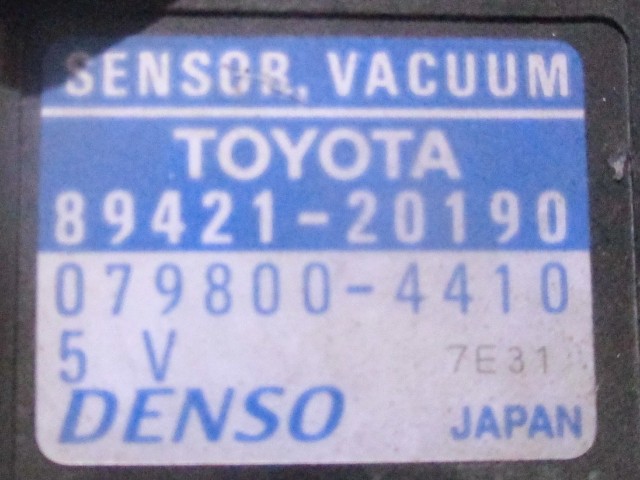 SENSOR, VACUUM
TOYOTA
89421-20190
079800-4410
5 V 7E31
DENSO JAPAN